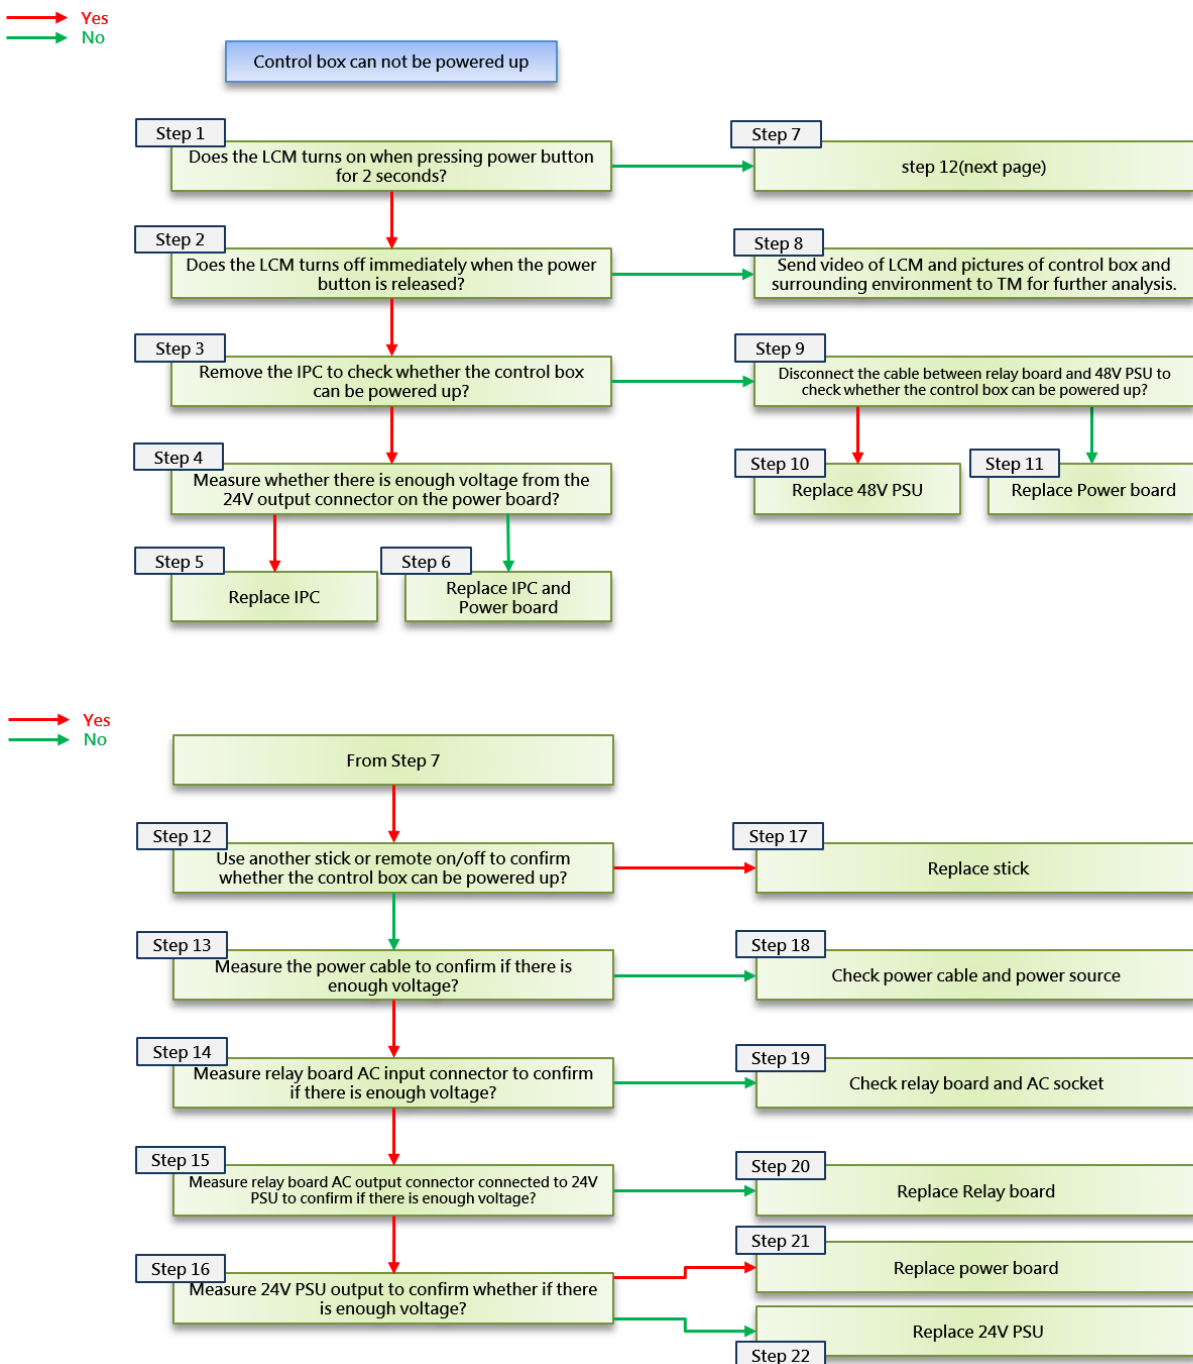 Yes
No
Control box can not be powered up
Step 1
Does the LCM turns on when pressing power button
for 2 seconds?
Step 7
step 12(next page)
Step 2
Does the LCM turns off immediately when the power
button is released?
Step 8
Send video of LCM and pictures of control box and
surrounding environment to TM for further analysis.
Step 3
Remove the IPC to check whether the control box
can be powered up?
Step 9
Disconnect the cable between relay board and 48V PSU to
check whether the control box can be powered up?
Step 4
Measure whether there is enough voltage from the
24V output connector on the power board?
Step 10
Replace 48V PSU
Step 11
Replace Power board
Step 5
Replace IPC
Step 6
Replace IPC and
Power board
Yes
No
From Step 7
Step 12
Use another stick or remote on/off to confirm
whether the control box can be powered up?
Step 17
Replace stick
Step 13
Measure the power cable to confirm if there is
enough voltage?
Step 18
Check power cable and power source
Step 14
Measure relay board AC input connector to confirm
if there is enough voltage?
Step 19
Check relay board and AC socket
Step 15
Measure relay board AC output connector connected to 24V
PSU to confirm if there is enough voltage?
Step 20
Replace Relay board
Step 16
Measure 24V PSU output to confirm whether if there
is enough voltage?
Step 21
Replace power board
Replace 24V PSU
Step 22